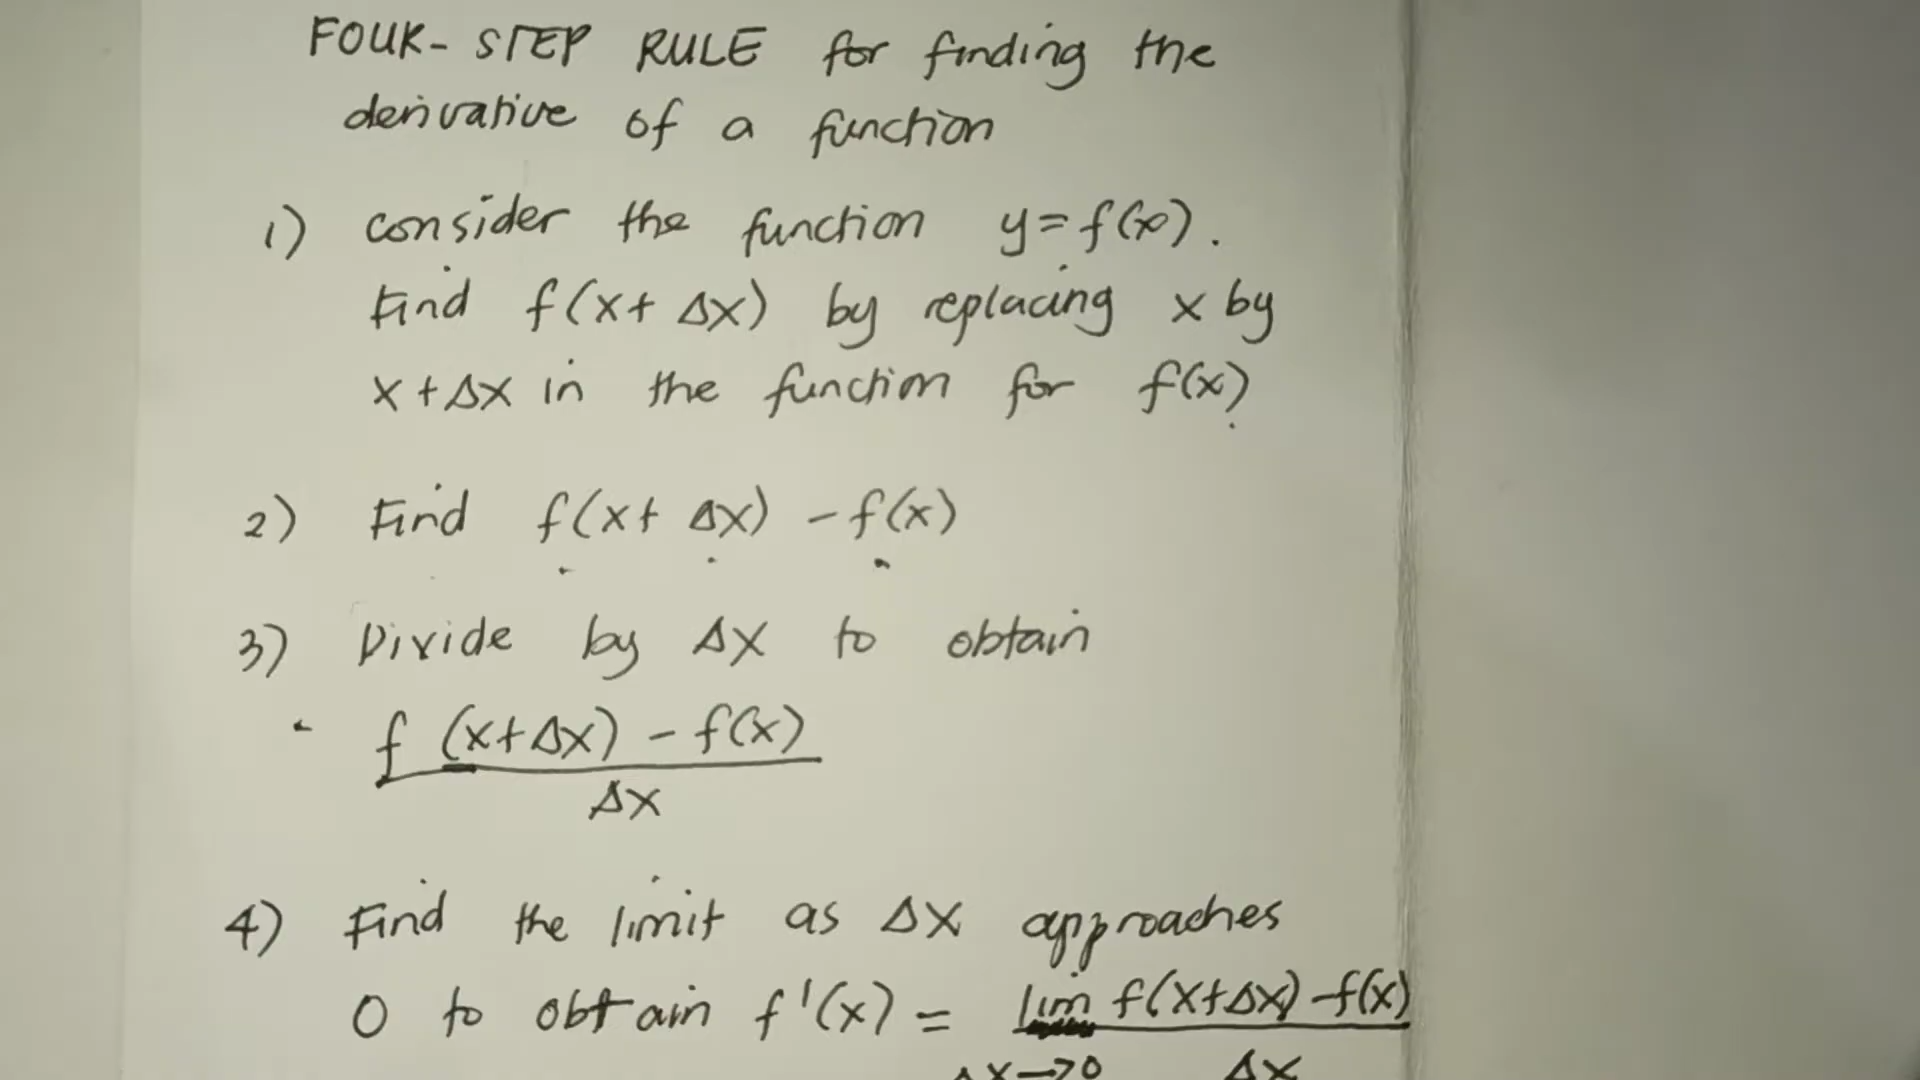 FOUR-STEP RULE for finding the
derivative of a function
1) consider the function y=f(x).
Find f(x+Δx) by replacing x by
x+Δx in the function for f(x)
2) Find f(x+Δx) -f(x)
3) Divide by Δx to obtain
f (x+Δx) - f(x)
Δx
4) Find the limit as Δx approaches
0 to obtain f'(x) = lim f(x+Δx)-f(x)
Δx→0 Δx